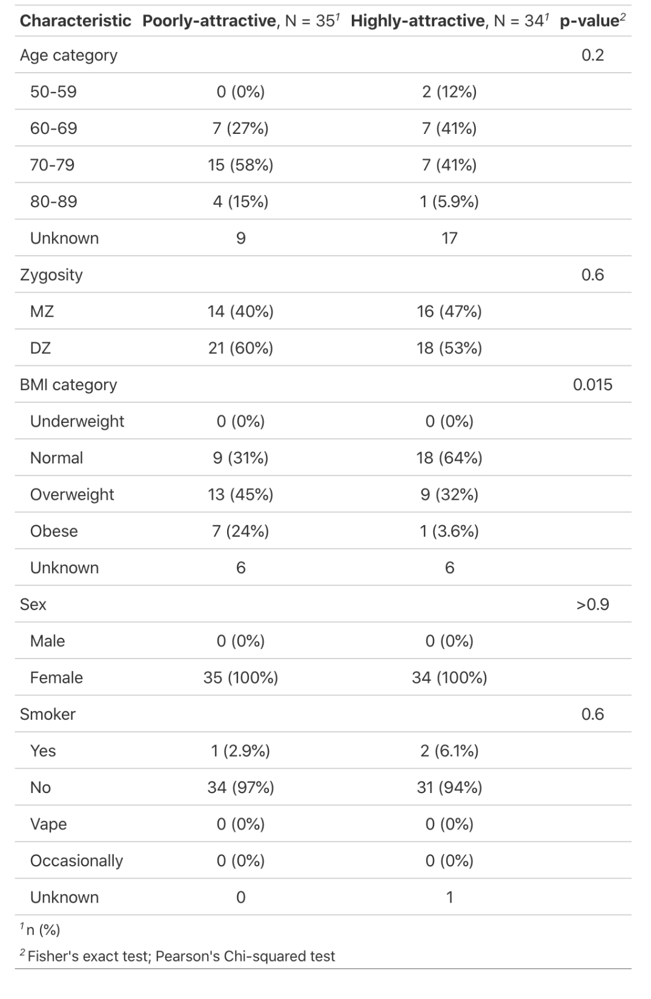 Characteristic Poorly-attractive, N = 35¹ Highly-attractive, N = 34¹ p-value²
Age category 0.2
50-59 0 (0%) 2 (12%)
60-69 7 (27%) 7 (41%)
70-79 15 (58%) 7 (41%)
80-89 4 (15%) 1 (5.9%)
Unknown 9 17
Zygosity 0.6
MZ 14 (40%) 16 (47%)
DZ 21 (60%) 18 (53%)
BMI category 0.015
Underweight 0 (0%) 0 (0%)
Normal 9 (31%) 18 (64%)
Overweight 13 (45%) 9 (32%)
Obese 7 (24%) 1 (3.6%)
Unknown 6 6
Sex >0.9
Male 0 (0%) 0 (0%)
Female 35 (100%) 34 (100%)
Smoker 0.6
Yes 1 (2.9%) 2 (6.1%)
No 34 (97%) 31 (94%)
Vape 0 (0%) 0 (0%)
Occasionally 0 (0%) 0 (0%)
Unknown 0 1
¹ n (%)
² Fisher's exact test; Pearson's Chi-squared test